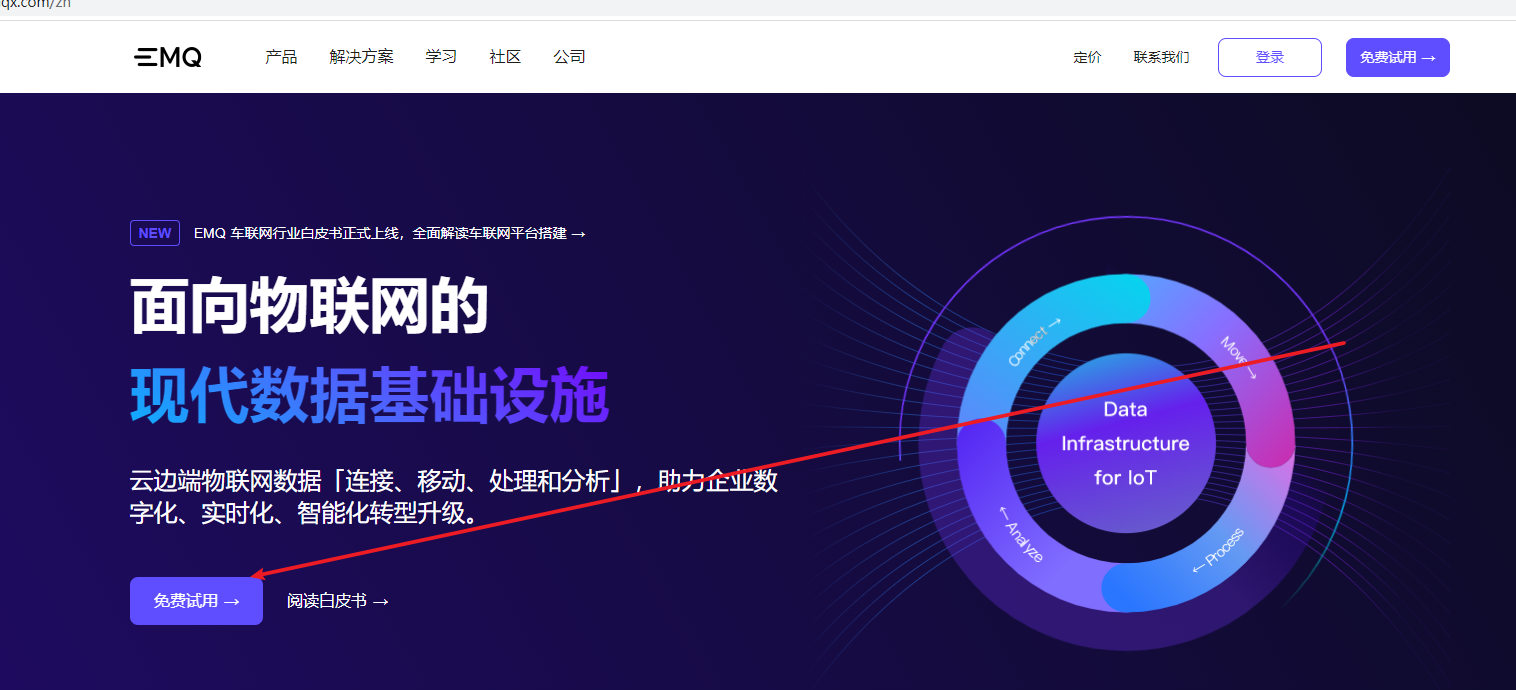 qx.com/zh
EMQ 产品 解决方案 学习 社区 公司 定价 联系我们 登录 免费试用 →
NEW EMQ 车联网行业白皮书正式上线，全面解读车联网平台搭建 →
面向物联网的
现代数据基础设施
云边端物联网数据「连接、移动、处理和分析」，助力企业数
字化、实时化、智能化转型升级。
免费试用 → 阅读白皮书 →
Connect →
Move →
Data
Infrastructure
for IoT
← Analyze
← Process